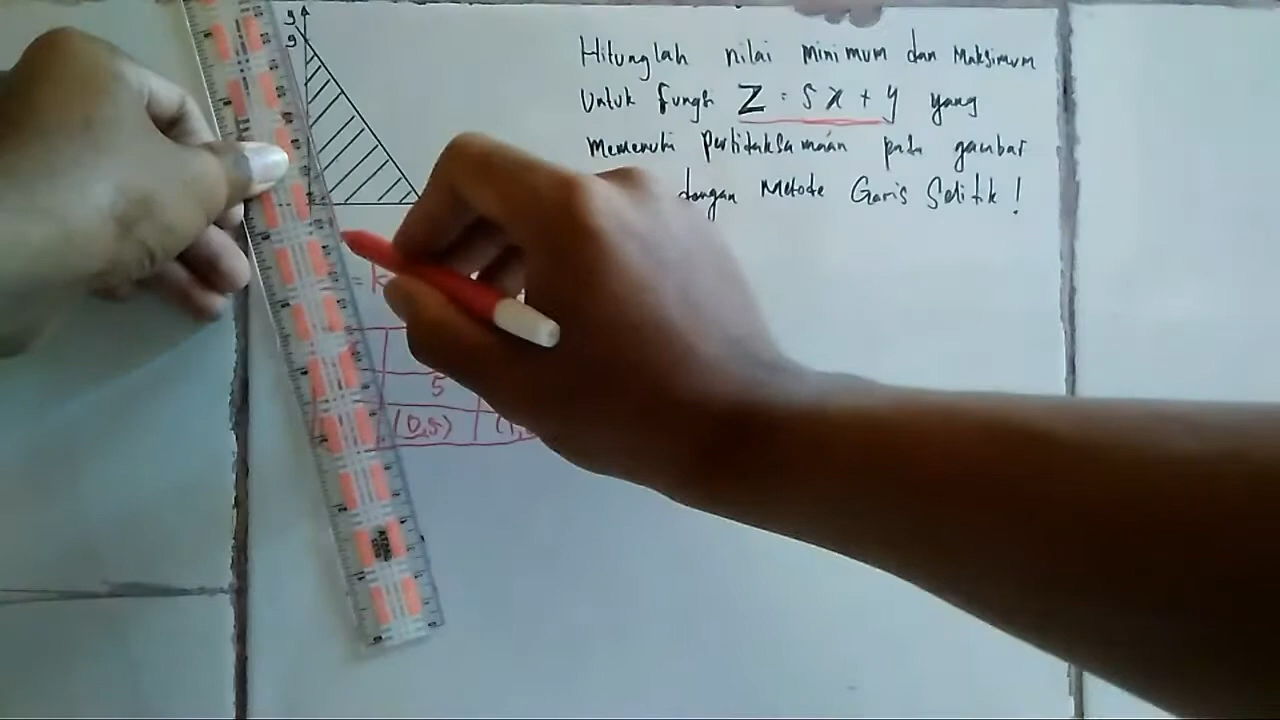 y
9
Hitunglah nilai minimum dan Maksimum
Untuk fungsi Z = 5x + y yang
Memenuhi pertidaksamaan pada gambar
dengan Metode Garis Selidik !
= k
5
(0,5)